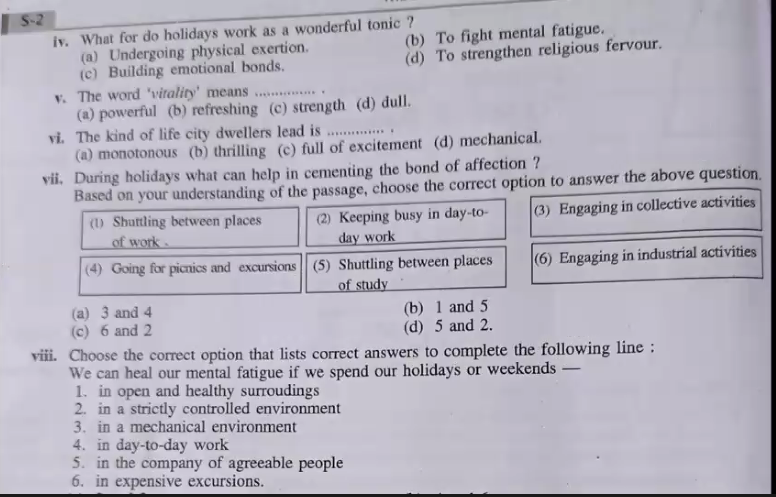 S-2
iv. What for do holidays work as a wonderful tonic ?
(a) Undergoing physical exertion. (b) To fight mental fatigue.
(c) Building emotional bonds. (d) To strengthen religious fervour.
v. The word 'vitality' means .............. .
(a) powerful (b) refreshing (c) strength (d) dull.
vi. The kind of life city dwellers lead is .............. .
(a) monotonous (b) thrilling (c) full of excitement (d) mechanical.
vii. During holidays what can help in cementing the bond of affection ?
Based on your understanding of the passage, choose the correct option to answer the above question.
(1) Shuttling between places
of work .
(2) Keeping busy in day-to-
day work
(3) Engaging in collective activities
(4) Going for picnics and excursions
(5) Shuttling between places
of study
(6) Engaging in industrial activities
(a) 3 and 4 (b) 1 and 5
(c) 6 and 2 (d) 5 and 2.
viii. Choose the correct option that lists correct answers to complete the following line :
We can heal our mental fatigue if we spend our holidays or weekends —
1. in open and healthy surroudings
2. in a strictly controlled environment
3. in a mechanical environment
4. in day-to-day work
5. in the company of agreeable people
6. in expensive excursions.